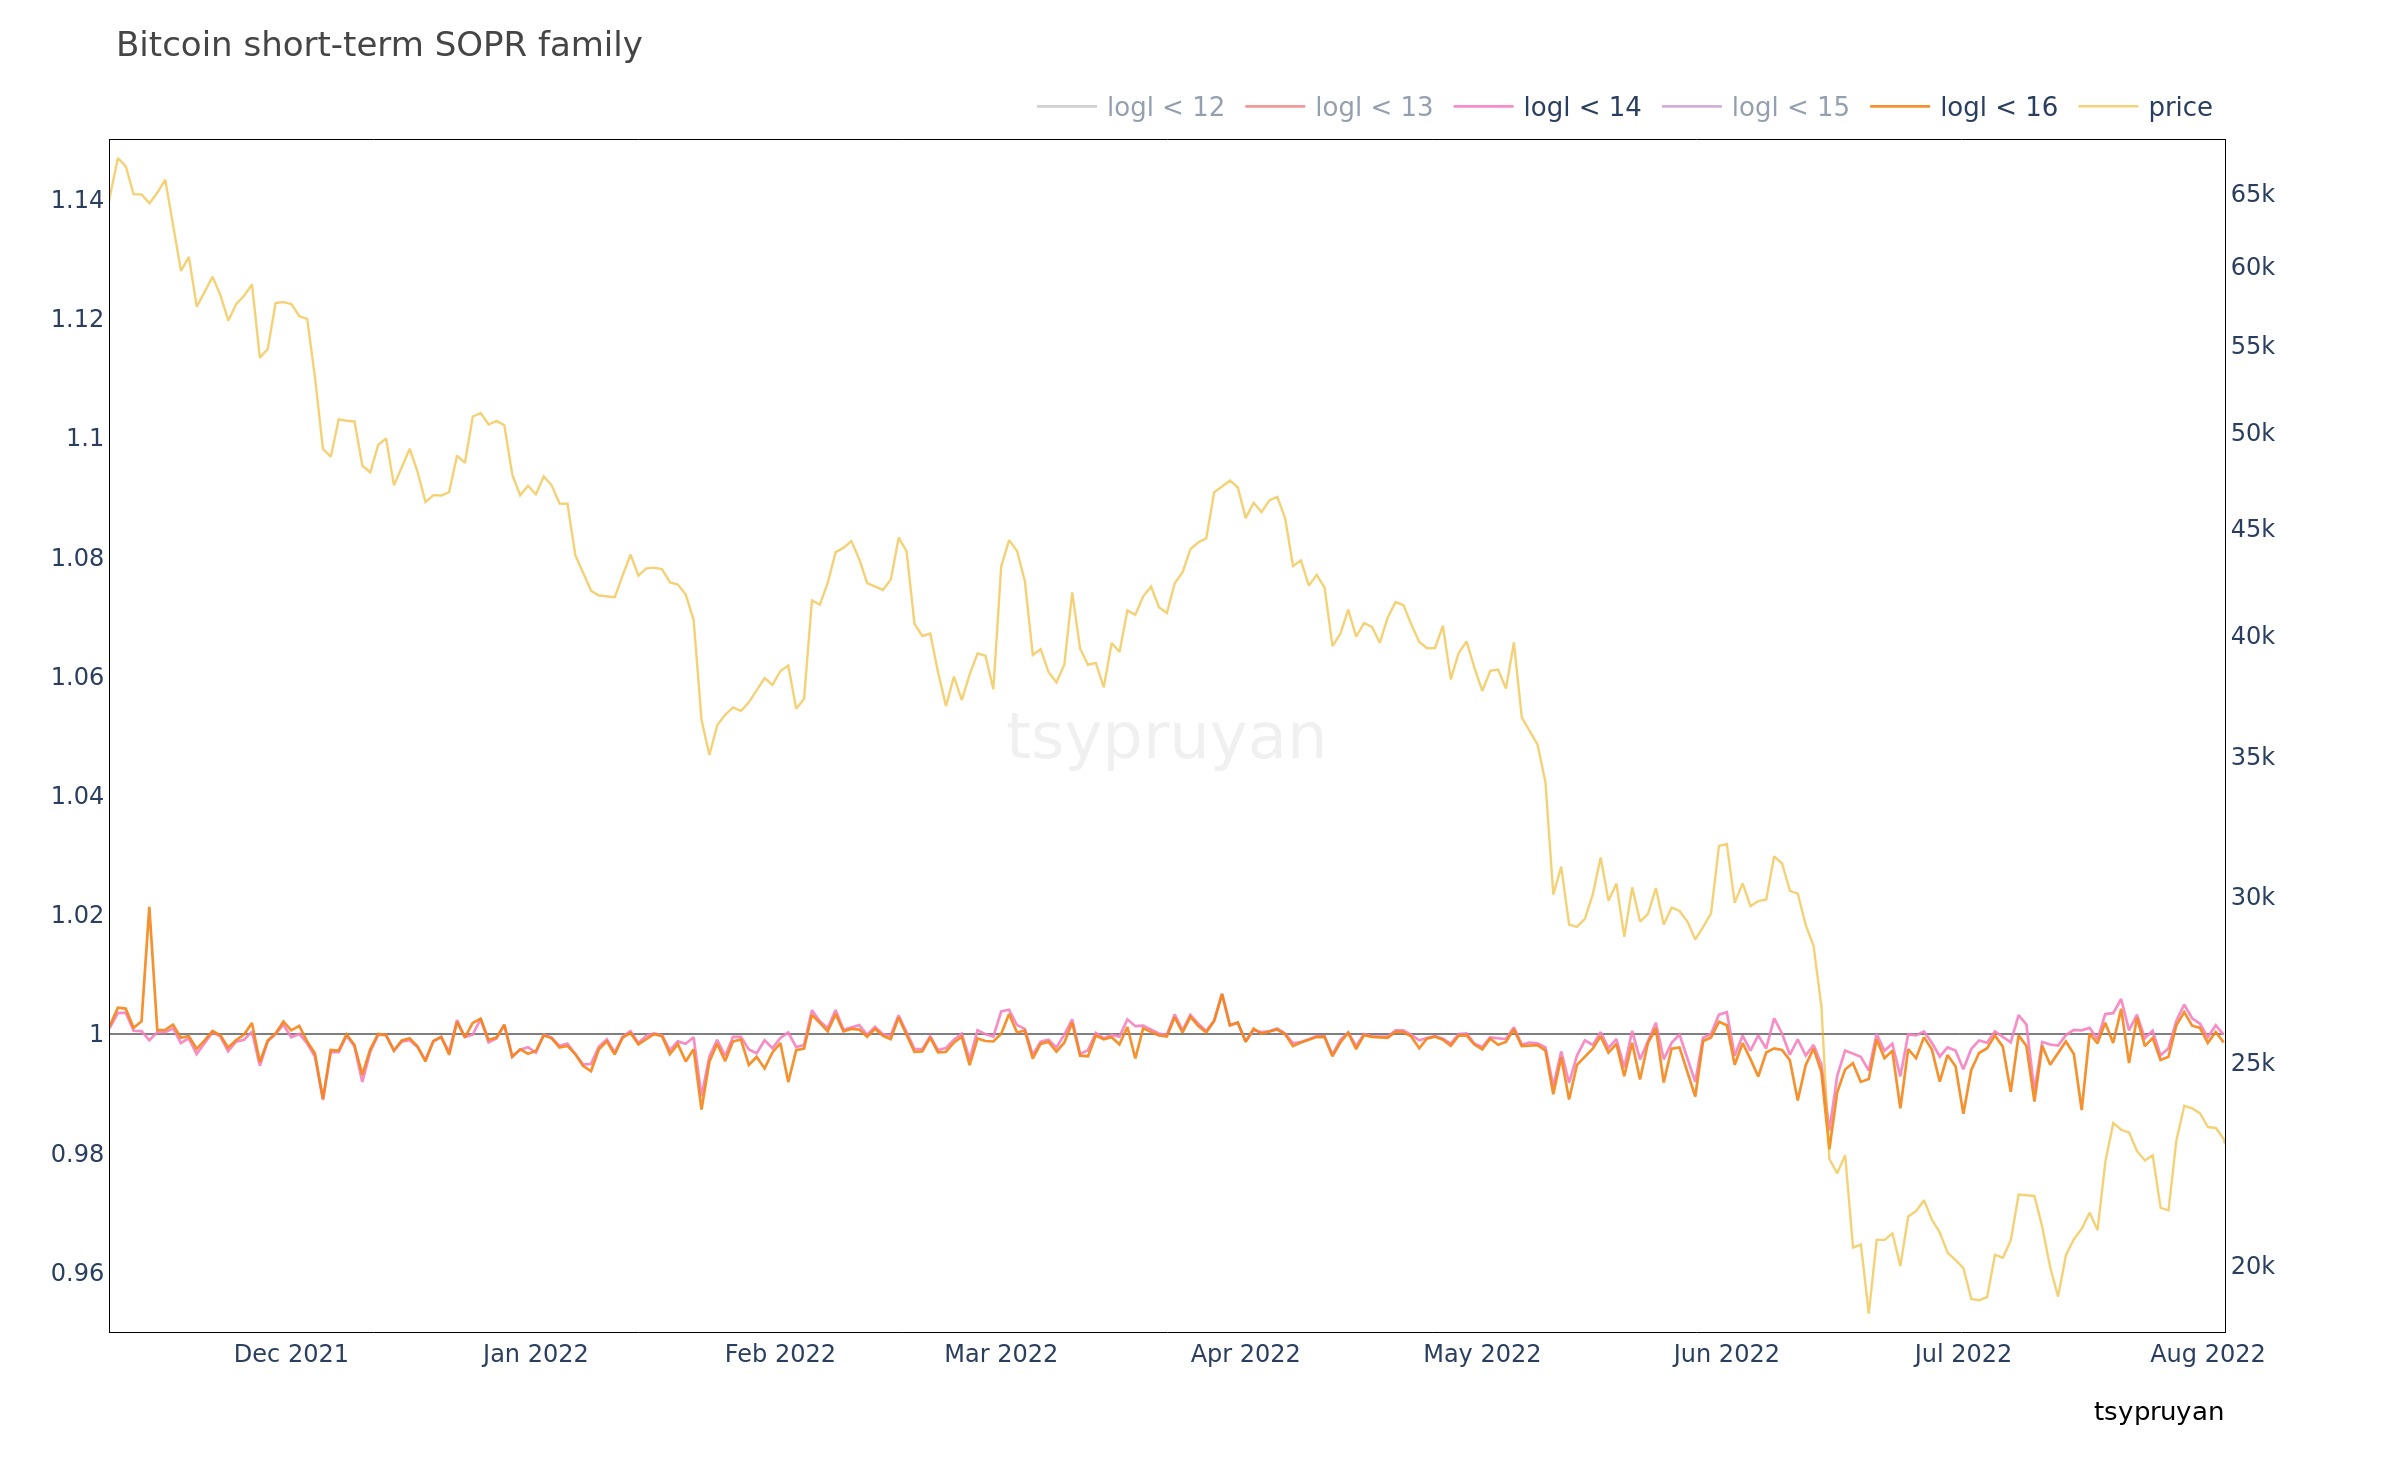 Bitcoin short-term SOPR family
logl < 12 logl < 13 logl < 14 logl < 15 logl < 16 price
1.14 65k
1.12 60k
1.1 55k
1.08 50k
1.06 45k
1.04 40k
1.02 35k
1 30k
0.98 25k
0.96 20k
tsypruyan
Dec 2021 Jan 2022 Feb 2022 Mar 2022 Apr 2022 May 2022 Jun 2022 Jul 2022 Aug 2022
tsypruyan